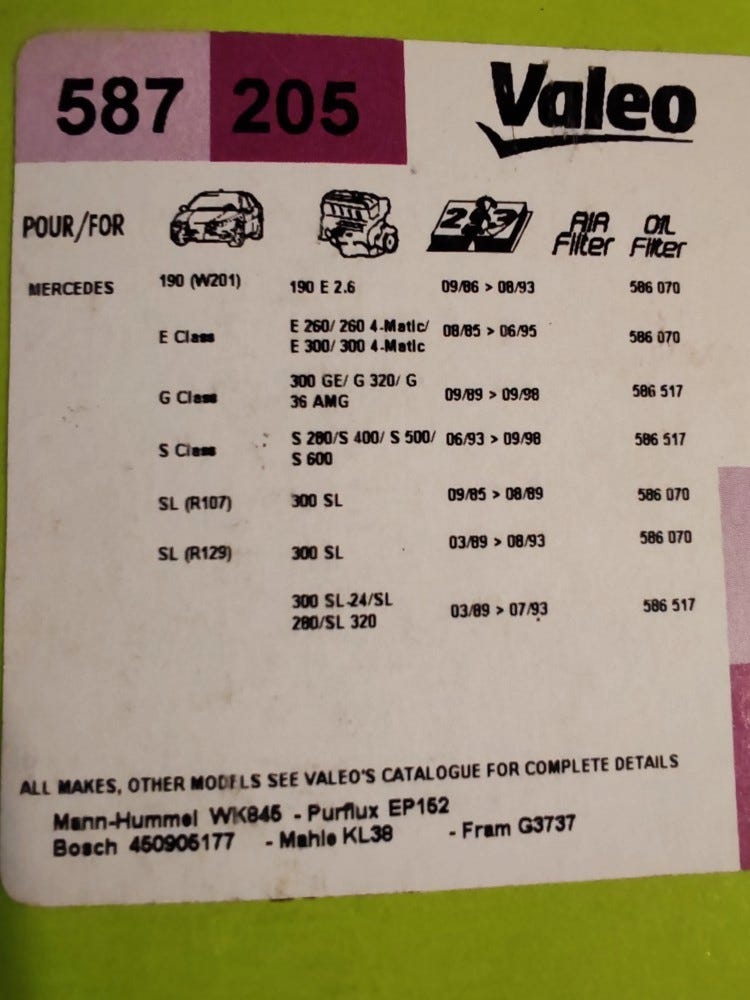 587 205 Valeo
POUR/FOR 2 3 AIR Filter OIL Filter
MERCEDES 190 (W201) 190 E 2.6 09/86 > 08/93 586 070
E Class E 260/ 260 4-Matic/ 08/85 > 06/95 586 070
E 300/ 300 4-Matic
G Class 300 GE/ G 320/ G 09/89 > 09/98 586 517
36 AMG
S Class S 280/S 400/ S 500/ 06/93 > 09/98 586 517
S 600
SL (R107) 300 SL 09/85 > 08/89 586 070
SL (R129) 300 SL 03/89 > 08/93 586 070
300 SL-24/SL 03/89 > 07/93 586 517
280/SL 320
ALL MAKES, OTHER MODELS SEE VALEO'S CATALOGUE FOR COMPLETE DETAILS
Mann-Hummel WK845 - Purflux EP152
Bosch 450905177 - Mahle KL38 - Fram G3737